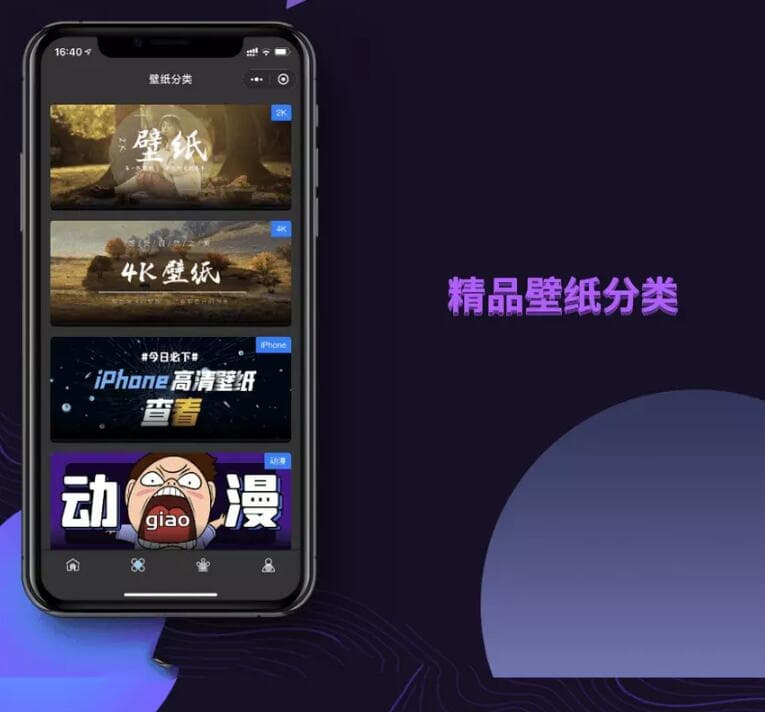 16:40
壁纸分类
2K
2K
壁纸
4K
4K壁纸
iPhone
#今日必下#
iPhone高清壁纸
查看
动漫
动漫
giao
精品壁纸分类